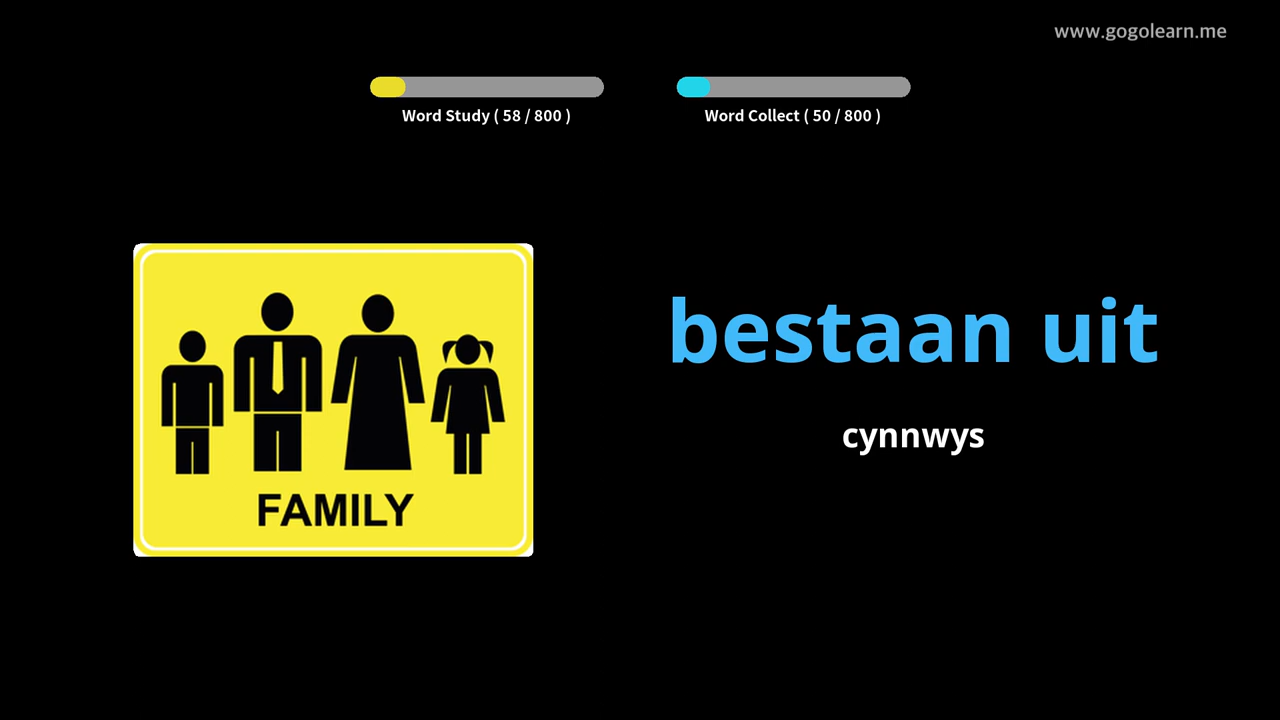 www.gogolearn.me
Word Study ( 58 / 800 )
Word Collect ( 50 / 800 )
bestaan uit
cynnwys
FAMILY